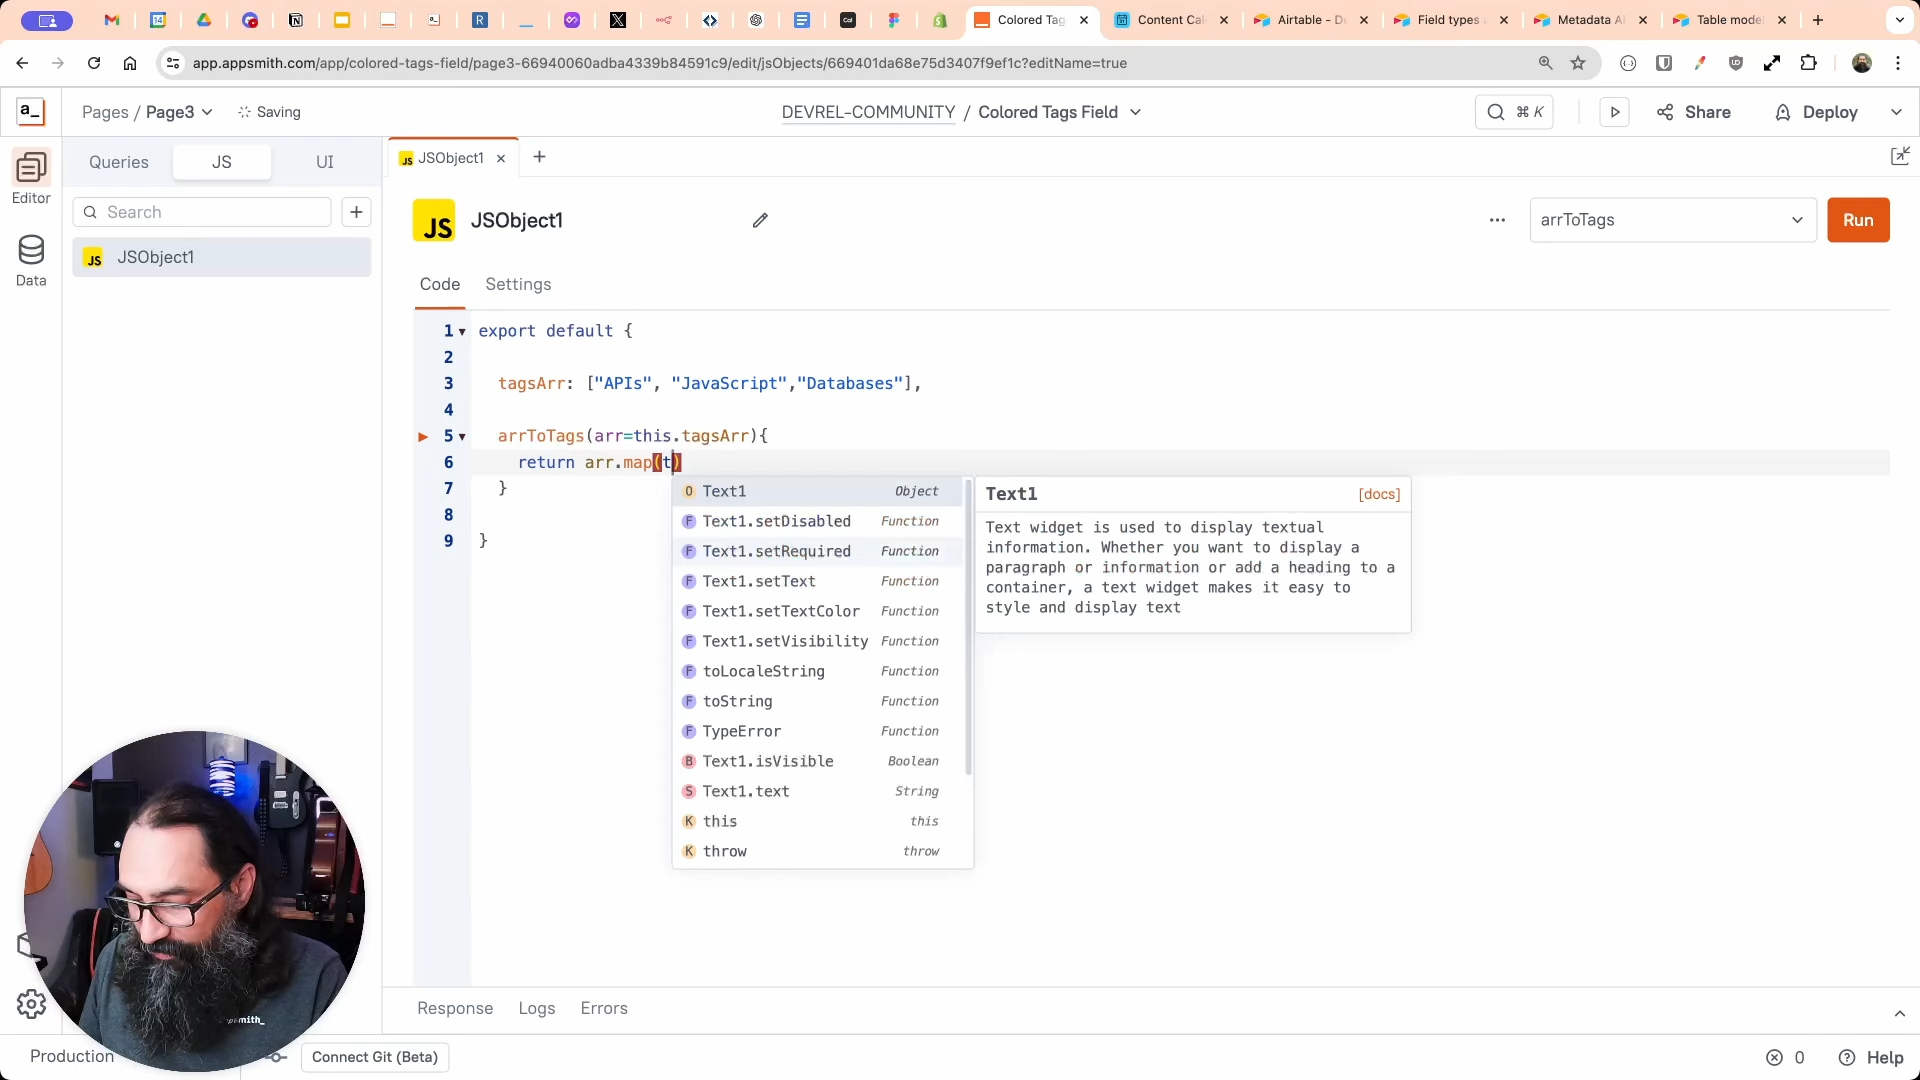 Colored Tag
Content Ca
Airtable - D
Field types
Metadata A
Table mode
app.appsmith.com/app/colored-tags-field/page3-66940060adba4339b84591c9/edit/jsObjects/669401da68e75d3407f9ef1c?editName=true
a_
Pages / Page3
Saving
DEVREL-COMMUNITY / Colored Tags Field
⌘ K
Share
Deploy
Editor
Data
Queries
JS
UI
Search
JS JSObject1
JS JSObject1
JS JSObject1
arrToTags
Run
Code
Settings
1 export default {
2
3 tagsArr: ["APIs", "JavaScript","Databases"],
4
5 arrToTags(arr=this.tagsArr){
6 return arr.map(t)
7 }
8
9 }
O Text1 Object
F Text1.setDisabled Function
F Text1.setRequired Function
F Text1.setText Function
F Text1.setTextColor Function
F Text1.setVisibility Function
F toLocaleString Function
F toString Function
F TypeError Function
B Text1.isVisible Boolean
S Text1.text String
K this this
K throw throw
Text1 [docs]
Text widget is used to display textual
information. Whether you want to display a
paragraph or information or add a heading to a
container, a text widget makes it easy to
style and display text
Response
Logs
Errors
Production
Connect Git (Beta)
0
Help